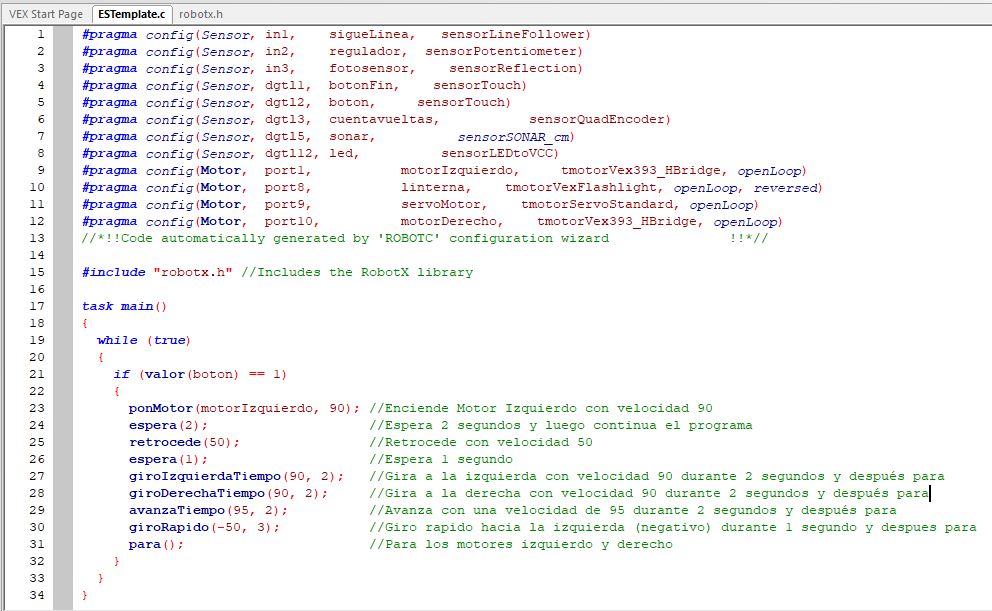 VEX Start Page ESTemplate.c robotx.h
1 #pragma config(Sensor, in1, sigueLinea, sensorLineFollower)
2 #pragma config(Sensor, in2, regulador, sensorPotentiometer)
3 #pragma config(Sensor, in3, fotosensor, sensorReflection)
4 #pragma config(Sensor, dgtl1, botonFin, sensorTouch)
5 #pragma config(Sensor, dgtl2, boton, sensorTouch)
6 #pragma config(Sensor, dgtl3, cuentavueltas, sensorQuadEncoder)
7 #pragma config(Sensor, dgtl5, sonar, sensorSONAR_cm)
8 #pragma config(Sensor, dgtl12, led, sensorLEDtoVCC)
9 #pragma config(Motor, port1, motorIzquierdo, tmotorVex393_HBridge, openLoop)
10 #pragma config(Motor, port8, linterna, tmotorVexFlashlight, openLoop, reversed)
11 #pragma config(Motor, port9, servoMotor, tmotorServoStandard, openLoop)
12 #pragma config(Motor, port10, motorDerecho, tmotorVex393_HBridge, openLoop)
13 //*!!Code automatically generated by 'ROBOTC' configuration wizard !!*//
14
15 #include "robotx.h" //Includes the RobotX library
16
17 task main()
18 {
19 while (true)
20 {
21 if (valor(boton) == 1)
22 {
23 ponMotor(motorIzquierdo, 90); //Enciende Motor Izquierdo con velocidad 90
24 espera(2); //Espera 2 segundos y luego continua el programa
25 retrocede(50); //Retrocede con velocidad 50
26 espera(1); //Espera 1 segundo
27 giroIzquierdaTiempo(90, 2); //Gira a la izquierda con velocidad 90 durante 2 segundos y después para
28 giroDerechaTiempo(90, 2); //Gira a la derecha con velocidad 90 durante 2 segundos y después para
29 avanzaTiempo(95, 2); //Avanza con una velocidad de 95 durante 2 segundos y después para
30 giroRapido(-50, 3); //Giro rapido hacia la izquierda (negativo) durante 1 segundo y despues para
31 para(); //Para los motores izquierdo y derecho
32 }
33 }
34 }